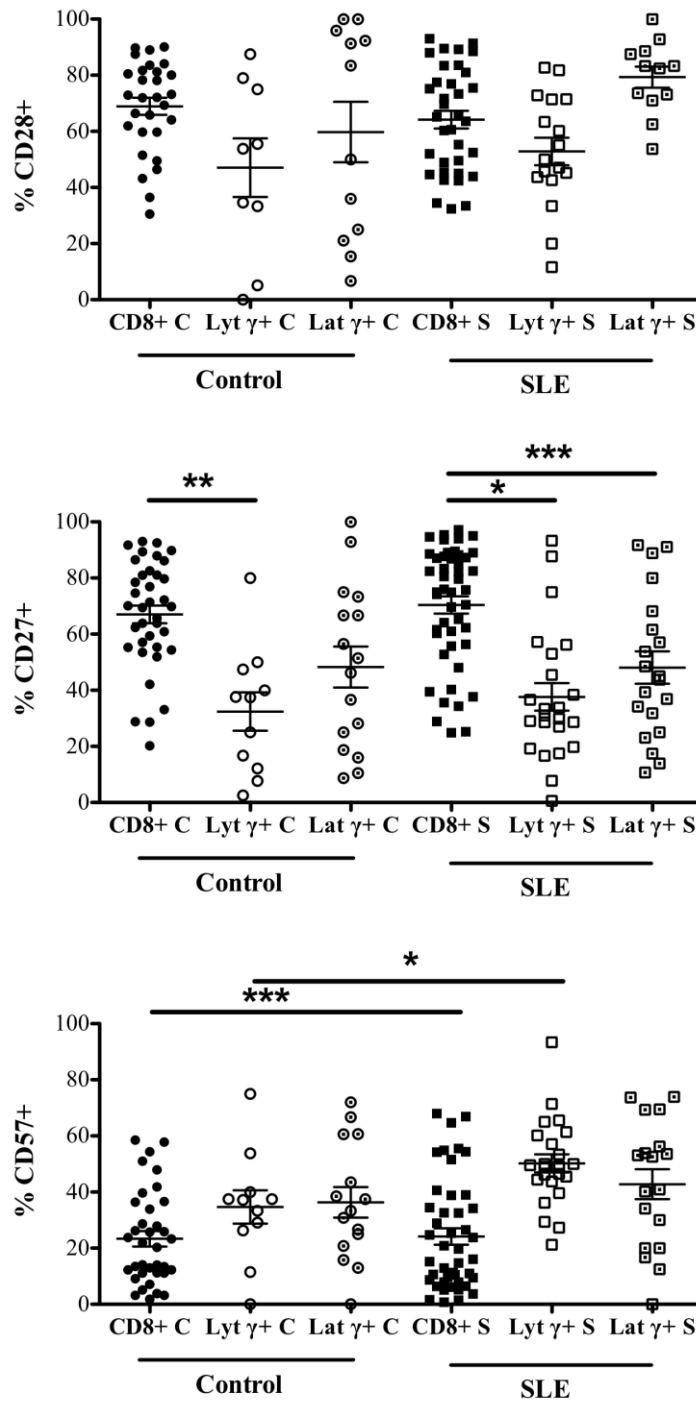 % CD28+
100
80
60
40
20
0
CD8+ C Lyt γ+ C Lat γ+ C CD8+ S Lyt γ+ S Lat γ+ S
Control SLE
% CD27+
** * ***
100
80
60
40
20
0
CD8+ C Lyt γ+ C Lat γ+ C CD8+ S Lyt γ+ S Lat γ+ S
Control SLE
% CD57+
*
***
100
80
60
40
20
0
CD8+ C Lyt γ+ C Lat γ+ C CD8+ S Lyt γ+ S Lat γ+ S
Control SLE